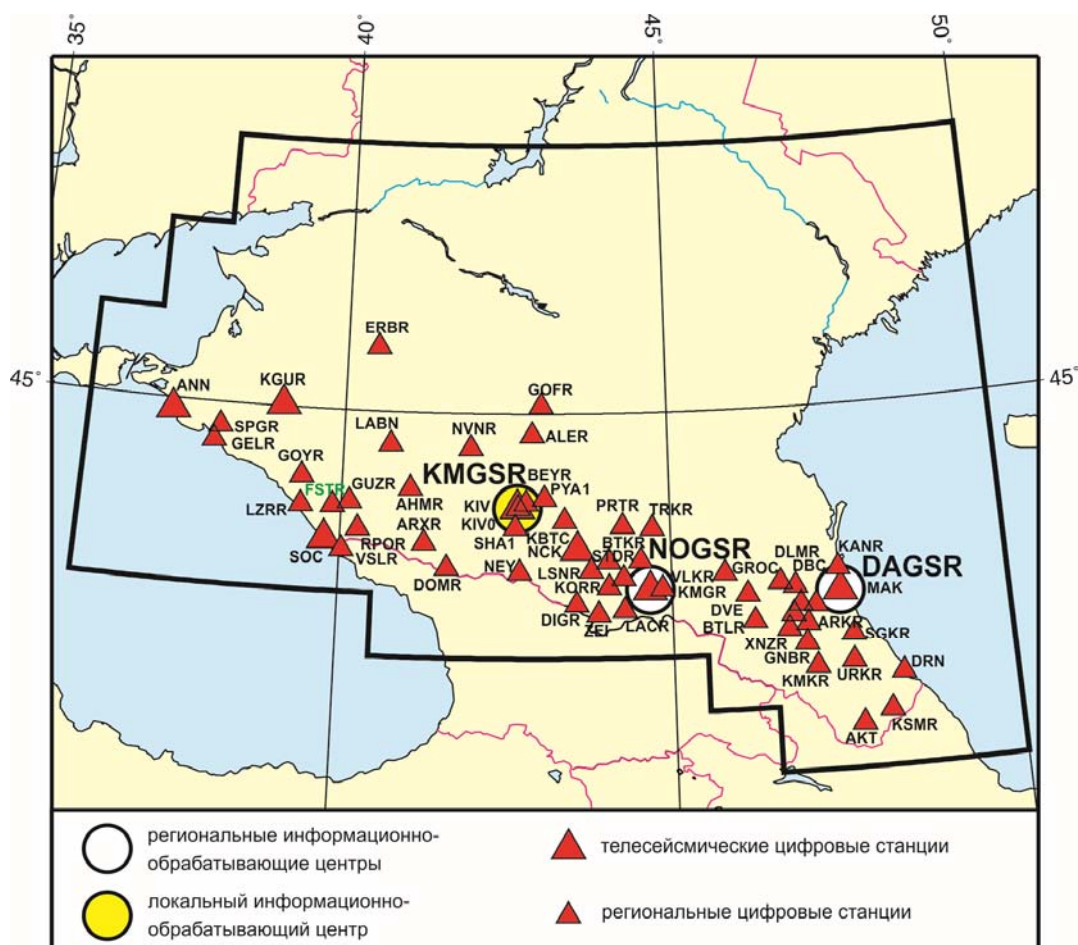 35°
40°
45°
50°
45°
45°
ERBR
ANN
KGUR
GOFR
SPGR
GELR
LABN
NVNR
ALER
GOYR
KMGSR
BEYR
FSTR
GUZR
PYA1
LZRR
AHMR
KIV
PRTR
TRKR
ARXR
KIV0
KBTC
BTKR
SOC
RPOR
SHA1
NCK
STDR
NOGSR
DLMR
KANR
VSLR
DOMR
NEY
LSNR
VLKR
GROC
DBC
DAGSR
KORR
KMGR
MAK
DIGR
LACR
DVE
ZEI
BTLR
ARKR
XNZR
SGKR
GNBR
DRN
KMKR
URKR
AKT
KSMR
региональные информационно-
обрабатывающие центры
телесейсмические цифровые станции
локальный информационно-
обрабатывающий центр
региональные цифровые станции